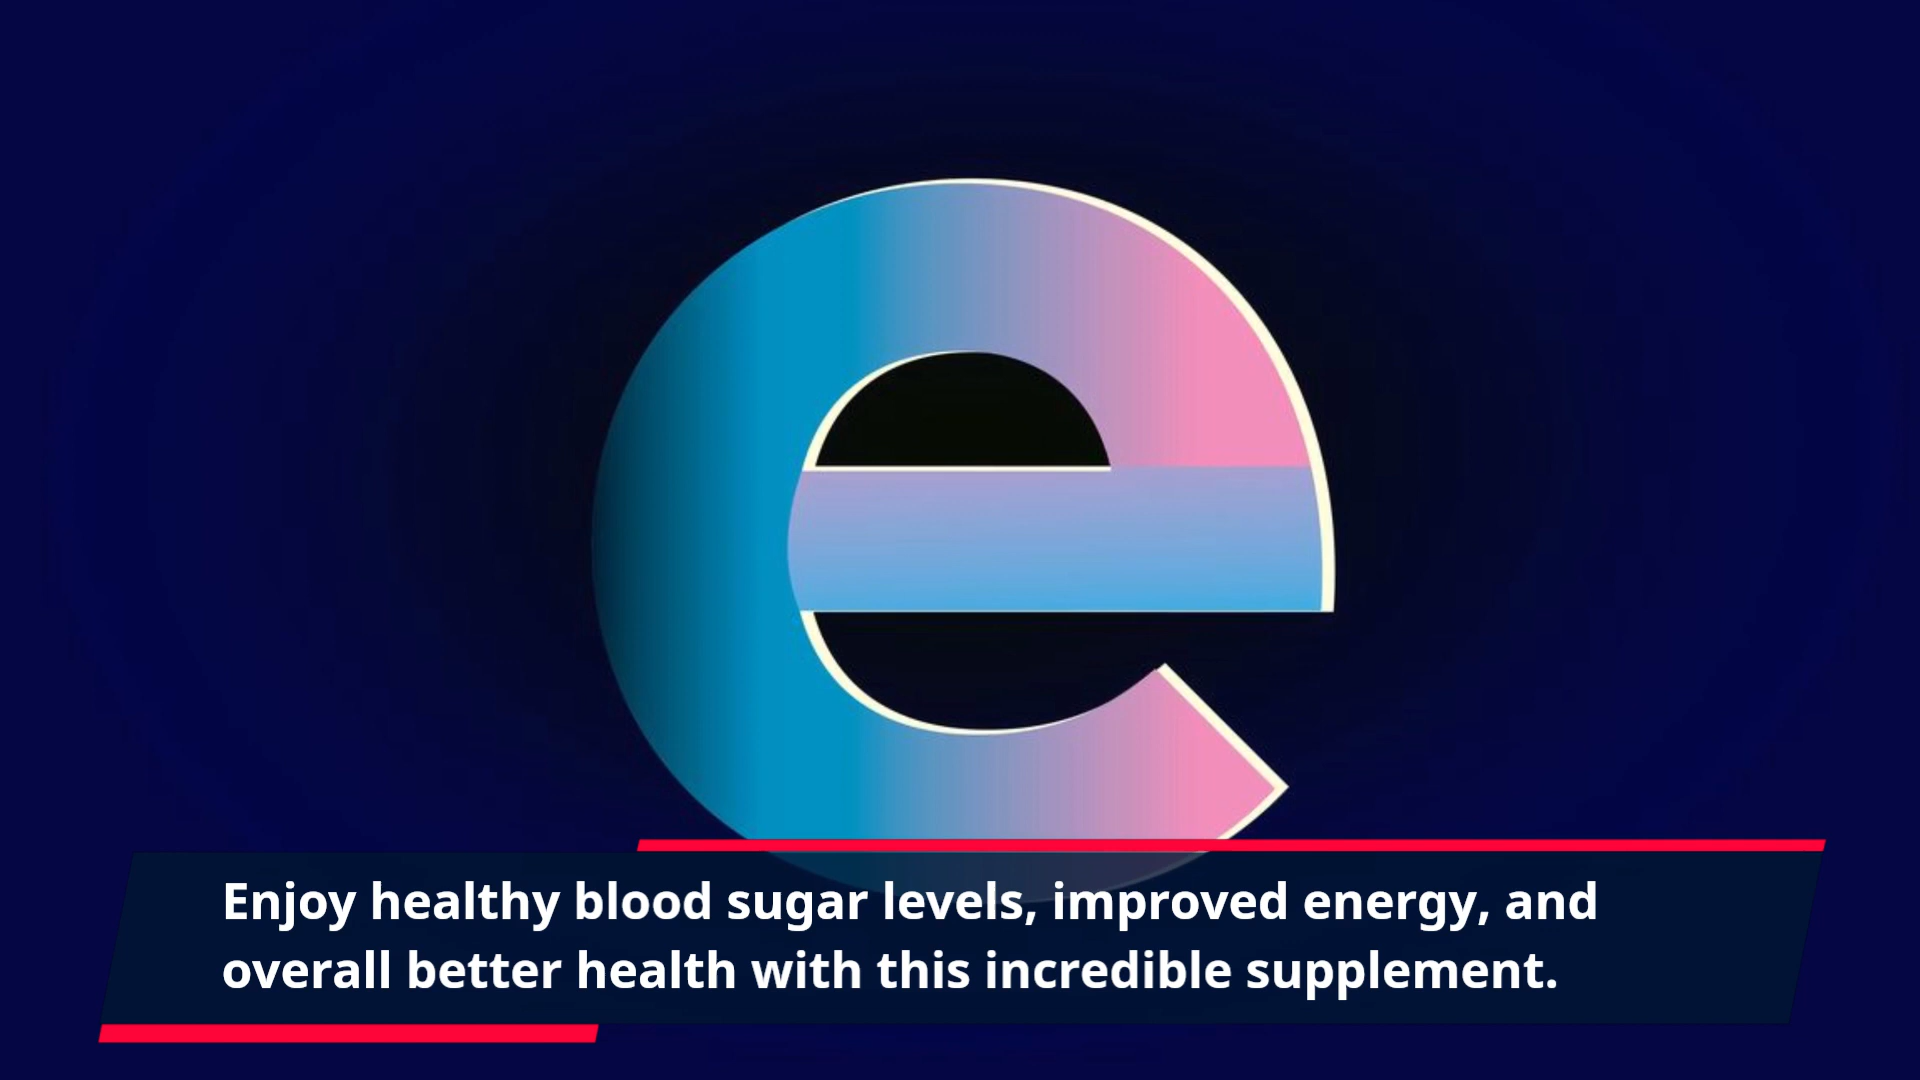 e
Enjoy healthy blood sugar levels, improved energy, and
overall better health with this incredible supplement.